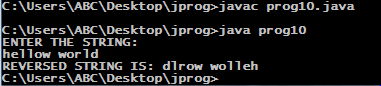 C:\Users\ABC\Desktop\jprog>javac prog10.java
C:\Users\ABC\Desktop\jprog>java prog10
ENTER THE STRING:
hellow world
REVERSED STRING IS: dlrow wolleh
C:\Users\ABC\Desktop\jprog>